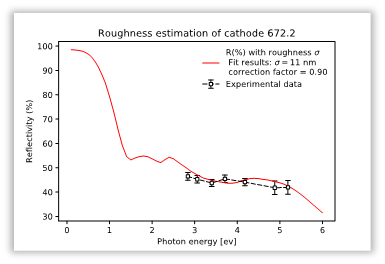 Roughness estimation of cathode 672.2
R(%) with roughness σ
Fit results: σ = 11 nm
correction factor = 0.90
Experimental data
Reflectivity (%)
100
90
80
70
60
50
40
30
0 1 2 3 4 5 6
Photon energy [ev]